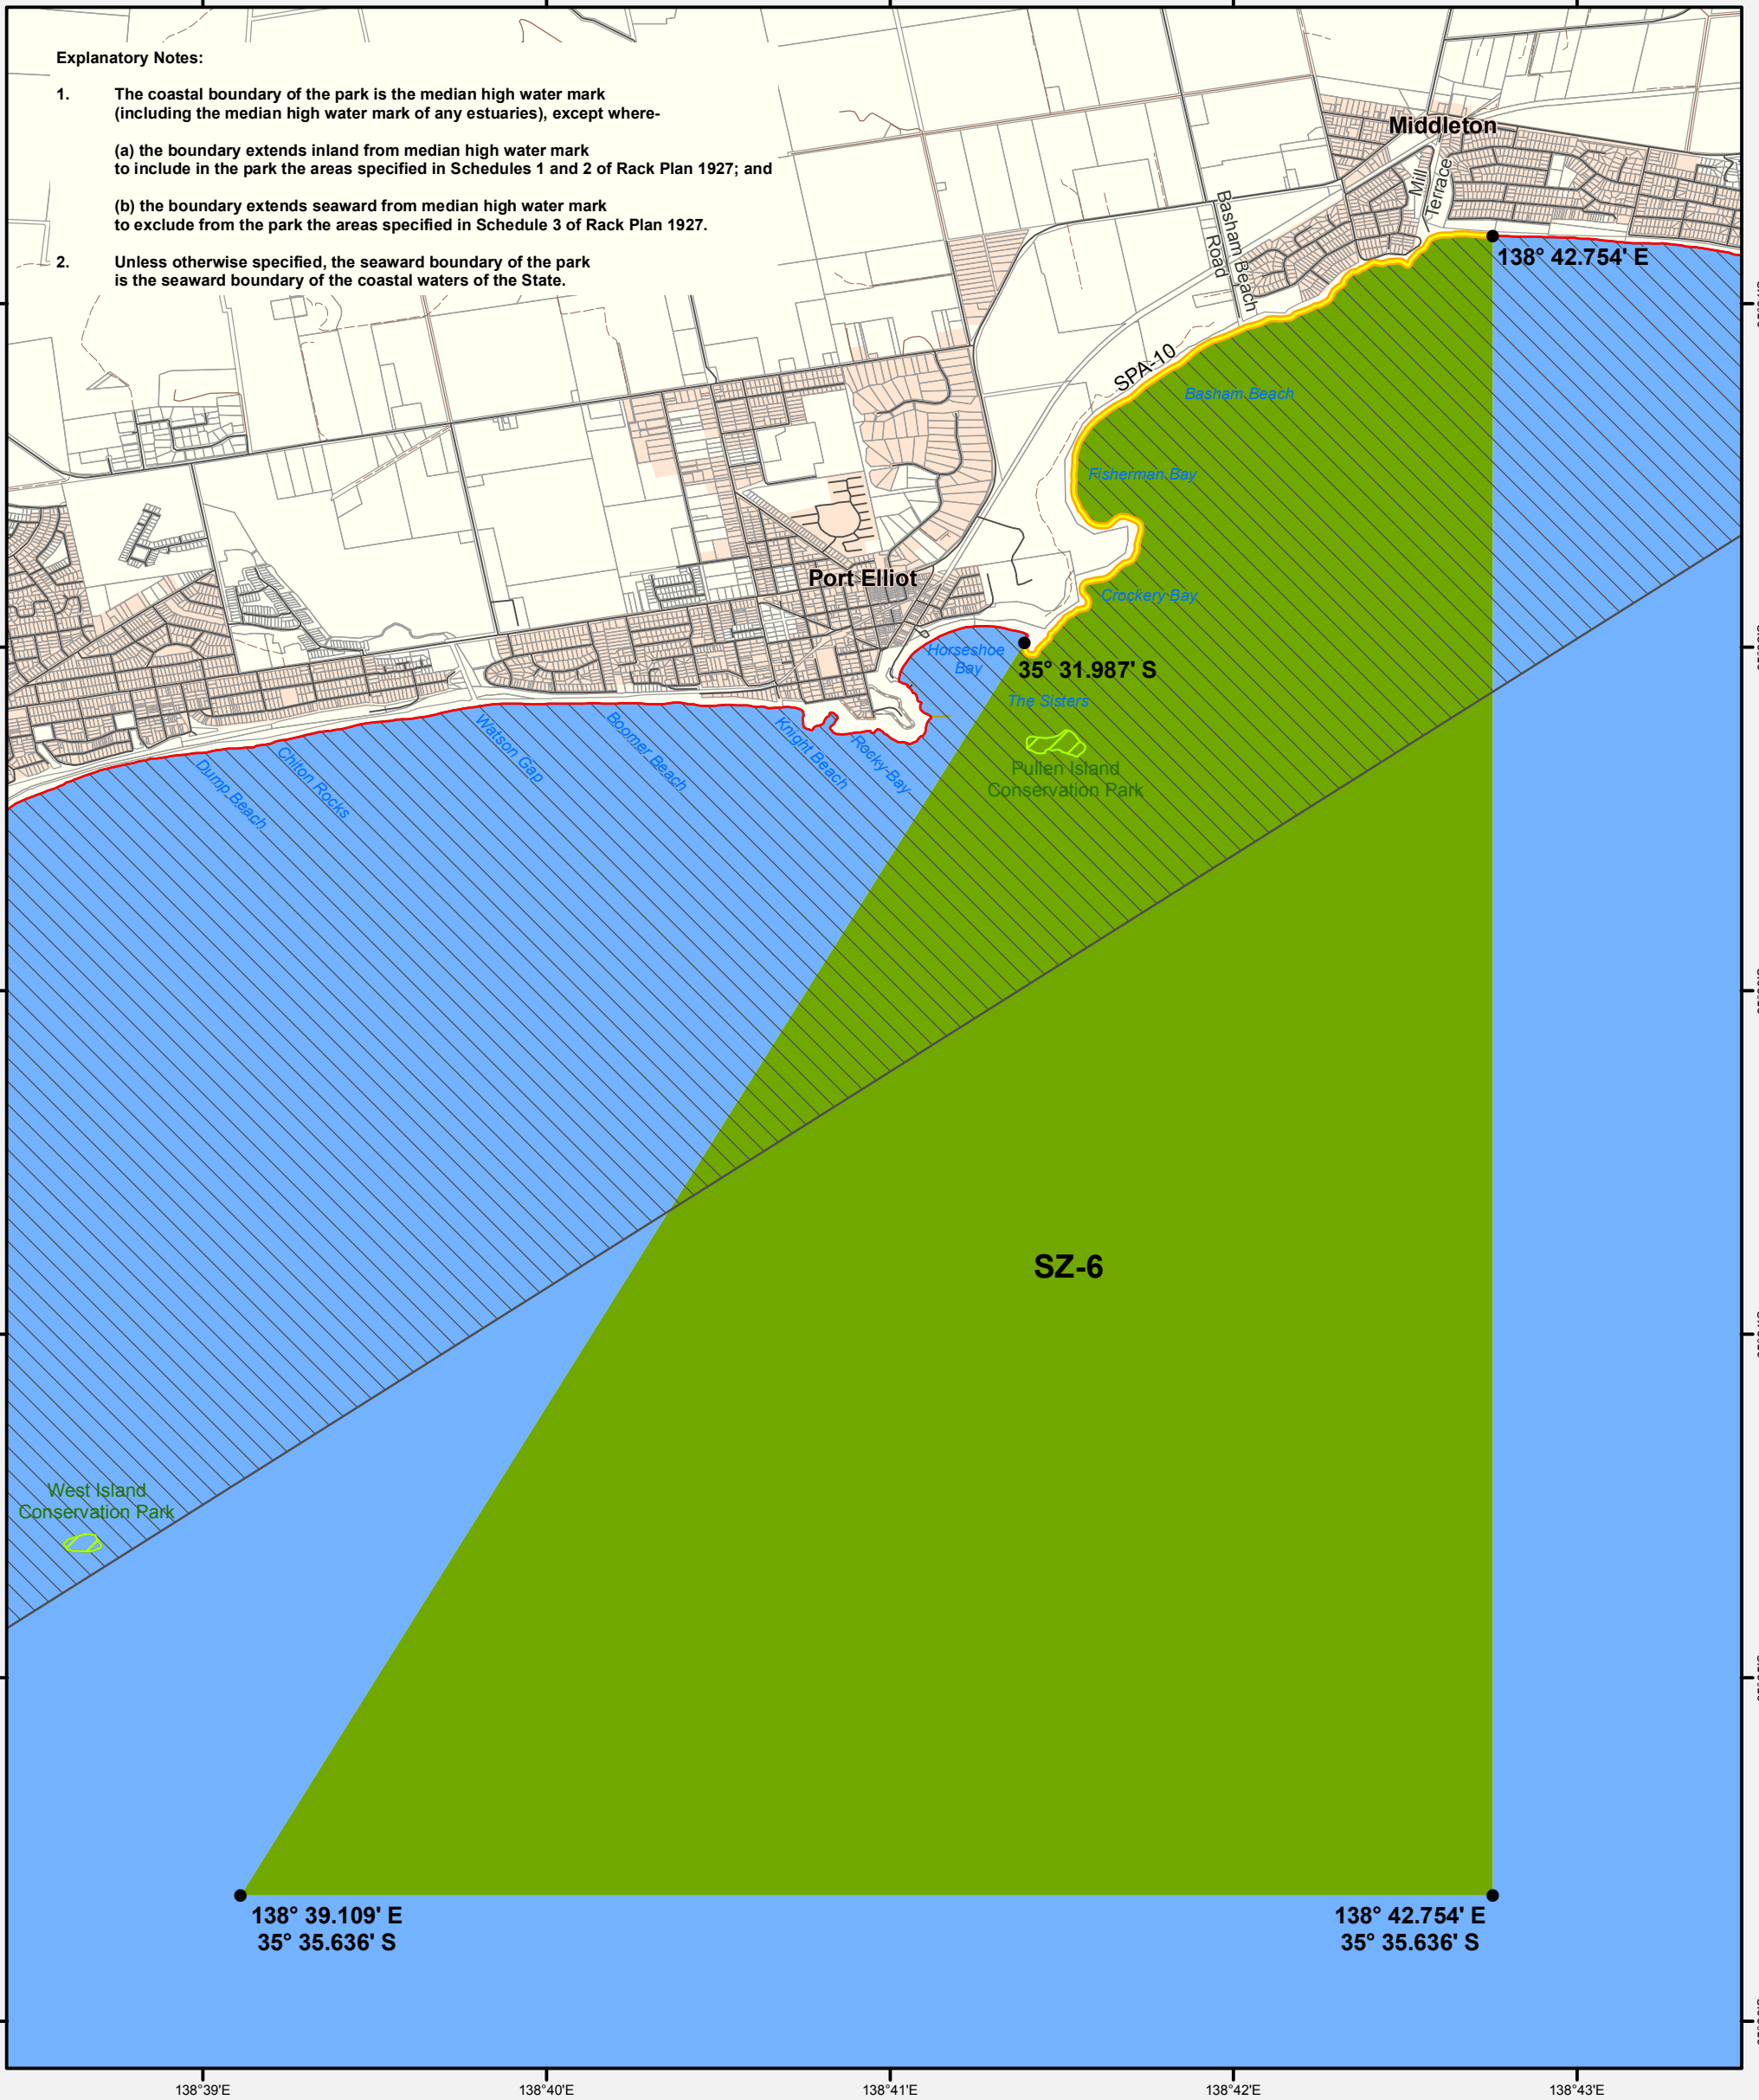 Explanatory Notes:
1. The coastal boundary of the park is the median high water mark
(including the median high water mark of any estuaries), except where-
(a) the boundary extends inland from median high water mark
to include in the park the areas specified in Schedules 1 and 2 of Rack Plan 1927; and
(b) the boundary extends seaward from median high water mark
to exclude from the park the areas specified in Schedule 3 of Rack Plan 1927.
2. Unless otherwise specified, the seaward boundary of the park
is the seaward boundary of the coastal waters of the State.
Middleton
Mill
Terrace
Basham Beach
Road
138° 42.754' E
SPA-10
Basham Beach
Fisherman Bay
Port Elliot
Crockery Bay
Horseshoe
Bay
35° 31.987' S
The Sisters
Pullen Island
Conservation Park
Dump Beach
Chiton Rocks
Watson Gap
Boomer Beach
Knight Beach
Rocky Bay
SZ-6
West Island
Conservation Park
138° 39.109' E
35° 35.636' S
138° 42.754' E
35° 35.636' S
138°39'E
138°40'E
138°41'E
138°42'E
138°43'E